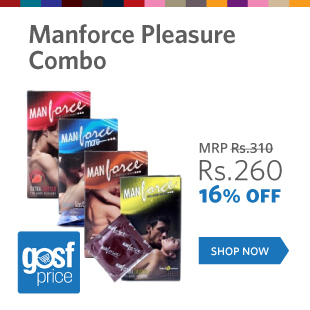 Manforce Pleasure
Combo
MANforce
MANforce
more
MANforce
MANforce
MRP Rs.310
Rs.260
16% OFF
gosf
price
SHOP NOW